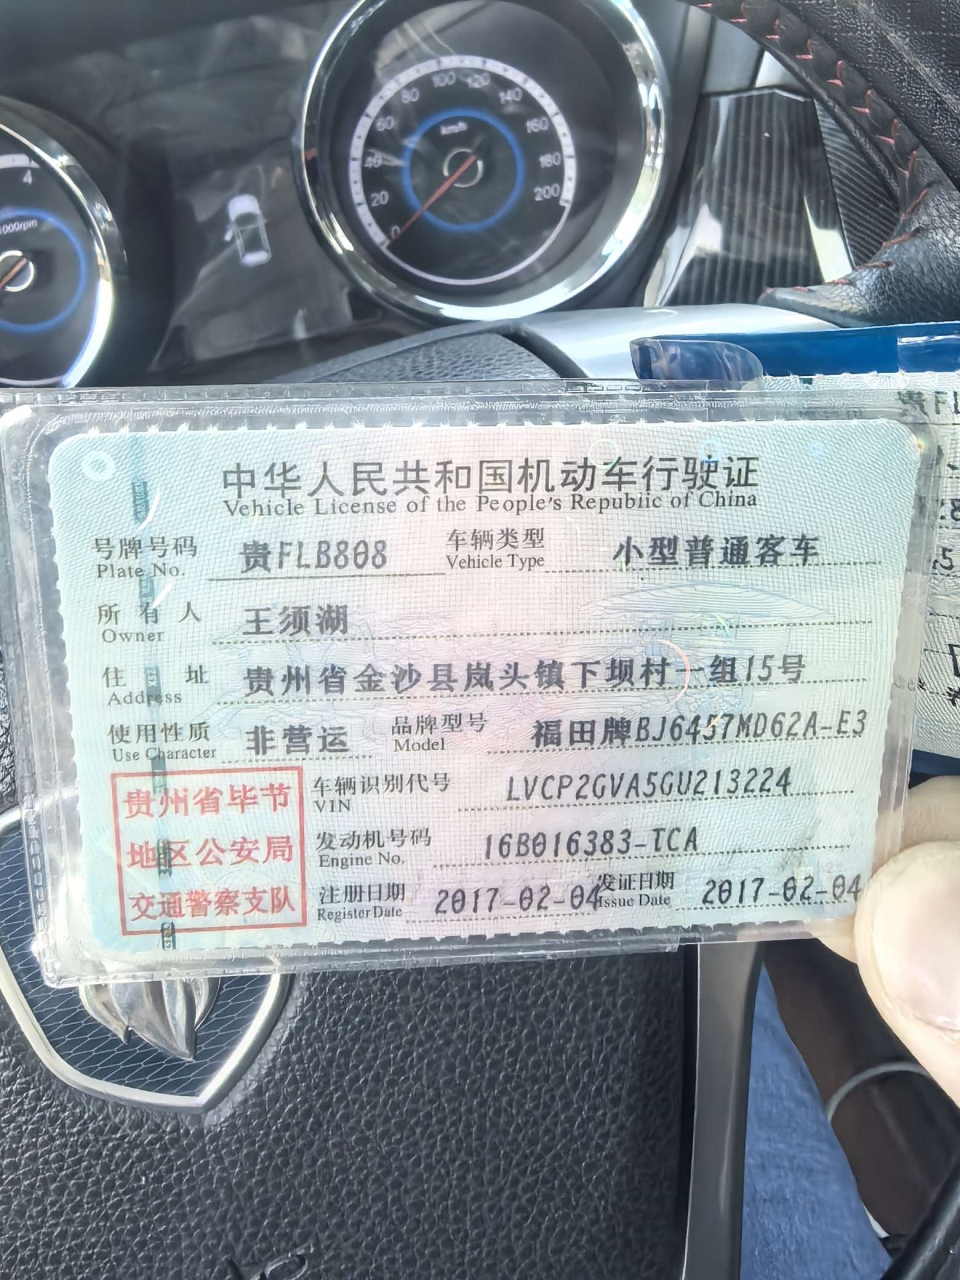 100 120
80 140
60 km/h 160
40 180
20 200
0
4
1000rpm
中华人民共和国机动车行驶证
Vehicle License of the People's Republic of China
号牌号码 贵FLB808 车辆类型 小型普通客车
Plate No. Vehicle Type
所有人 王须湖
Owner
住址 贵州省金沙县岚头镇下坝村一组15号
Address
使用性质 非营运 品牌型号 福田牌BJ6457MD62A-E3
Use Character Model
贵州省毕节
地区公安局
交通警察支队
车辆识别代号 LVCP2GVA5GU213224
VIN
发动机号码 16B016383-TCA
Engine No.
注册日期 2017-02-04 发证日期 2017-02-04
Register Date Issue Date
贵FL